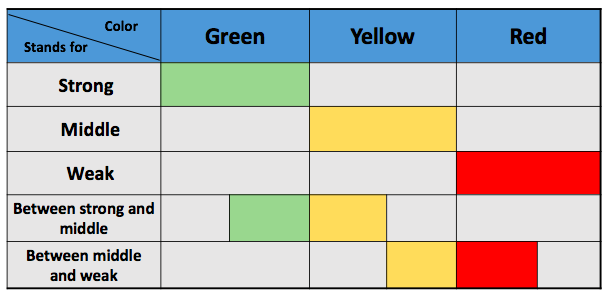 Color
Stands for
Green
Yellow
Red
Strong
Middle
Weak
Between strong and
middle
Between middle
and weak